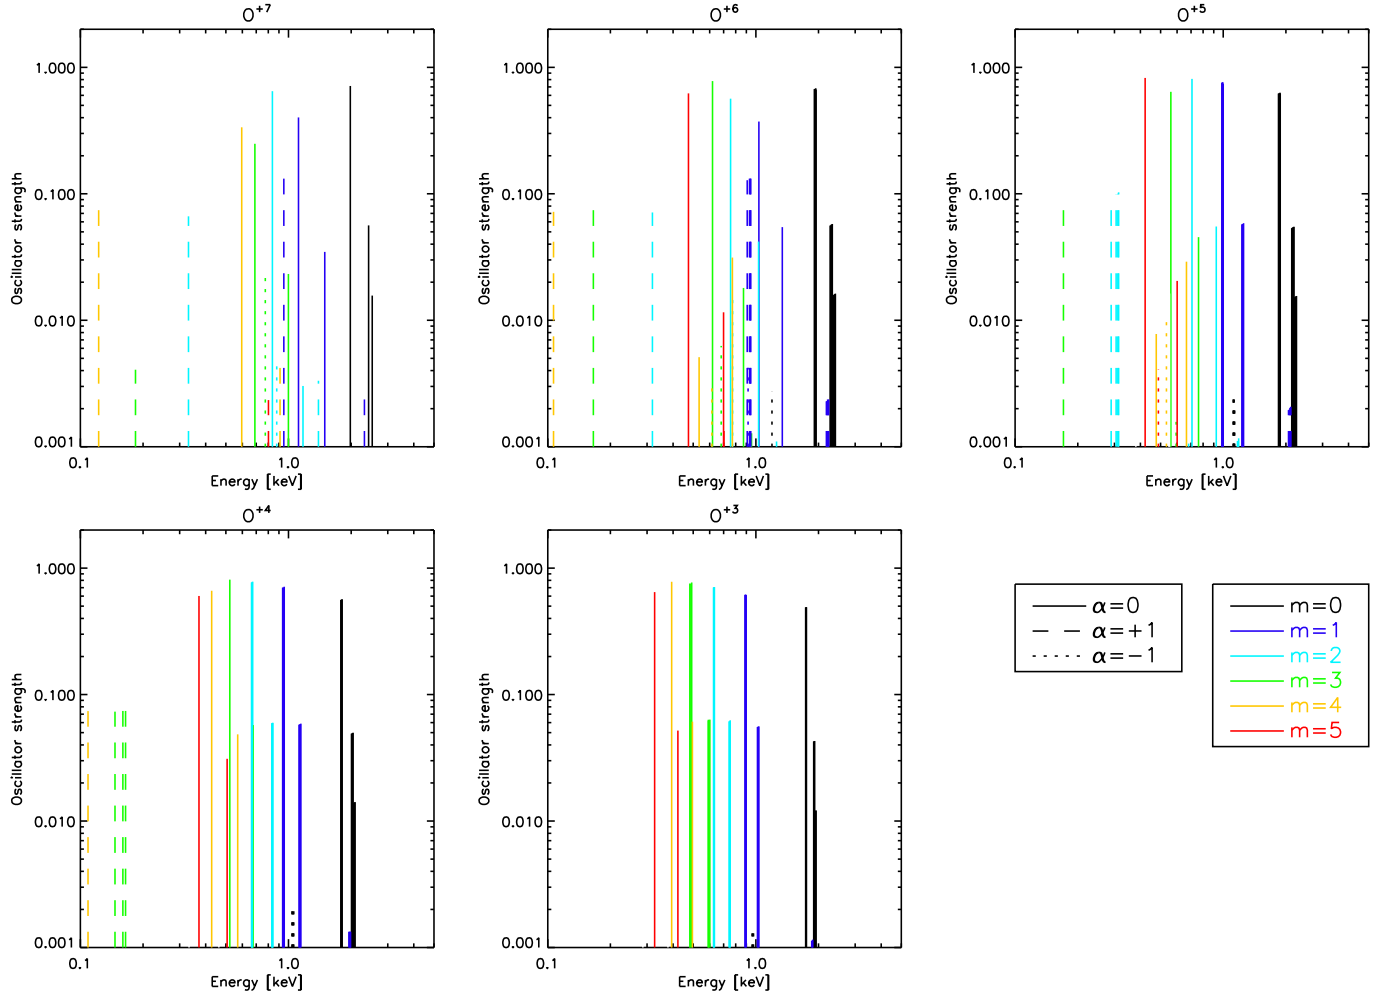 O+7
Oscillator strength
1.000
0.100
0.010
0.001
0.1
1.0
Energy [keV]
O+6
Oscillator strength
1.000
0.100
0.010
0.001
0.1
1.0
Energy [keV]
O+5
Oscillator strength
1.000
0.100
0.010
0.001
0.1
1.0
Energy [keV]
O+4
Oscillator strength
1.000
0.100
0.010
0.001
0.1
1.0
Energy [keV]
O+3
Oscillator strength
1.000
0.100
0.010
0.001
0.1
1.0
Energy [keV]
α=0
α=+1
α=−1
m=0
m=1
m=2
m=3
m=4
m=5